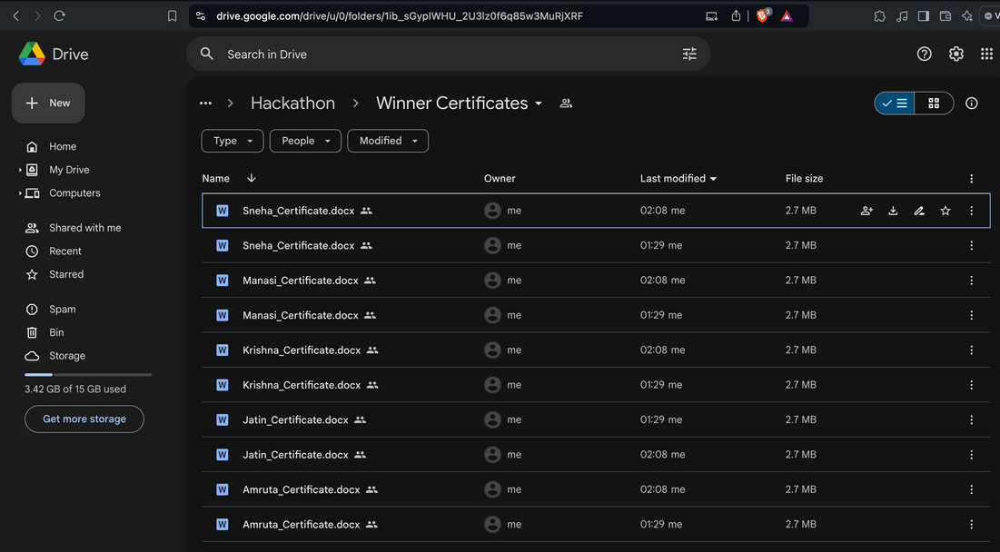 drive.google.com/drive/u/0/folders/1ib_sGyplWHU_2U3lz0f6q85w3MuRjXRF
3
V
Drive
Search in Drive
New
Hackathon
Winner Certificates
Type
People
Modified
Home
My Drive
Computers
Shared with me
Recent
Starred
Spam
Bin
Storage
3.42 GB of 15 GB used
Get more storage
Name Owner Last modified File size
W Sneha_Certificate.docx me 02:08 me 2.7 MB
W Sneha_Certificate.docx me 01:29 me 2.7 MB
W Manasi_Certificate.docx me 02:08 me 2.7 MB
W Manasi_Certificate.docx me 01:29 me 2.7 MB
W Krishna_Certificate.docx me 02:08 me 2.7 MB
W Krishna_Certificate.docx me 01:29 me 2.7 MB
W Jatin_Certificate.docx me 01:29 me 2.7 MB
W Jatin_Certificate.docx me 02:08 me 2.7 MB
W Amruta_Certificate.docx me 02:08 me 2.7 MB
W Amruta_Certificate.docx me 01:29 me 2.7 MB